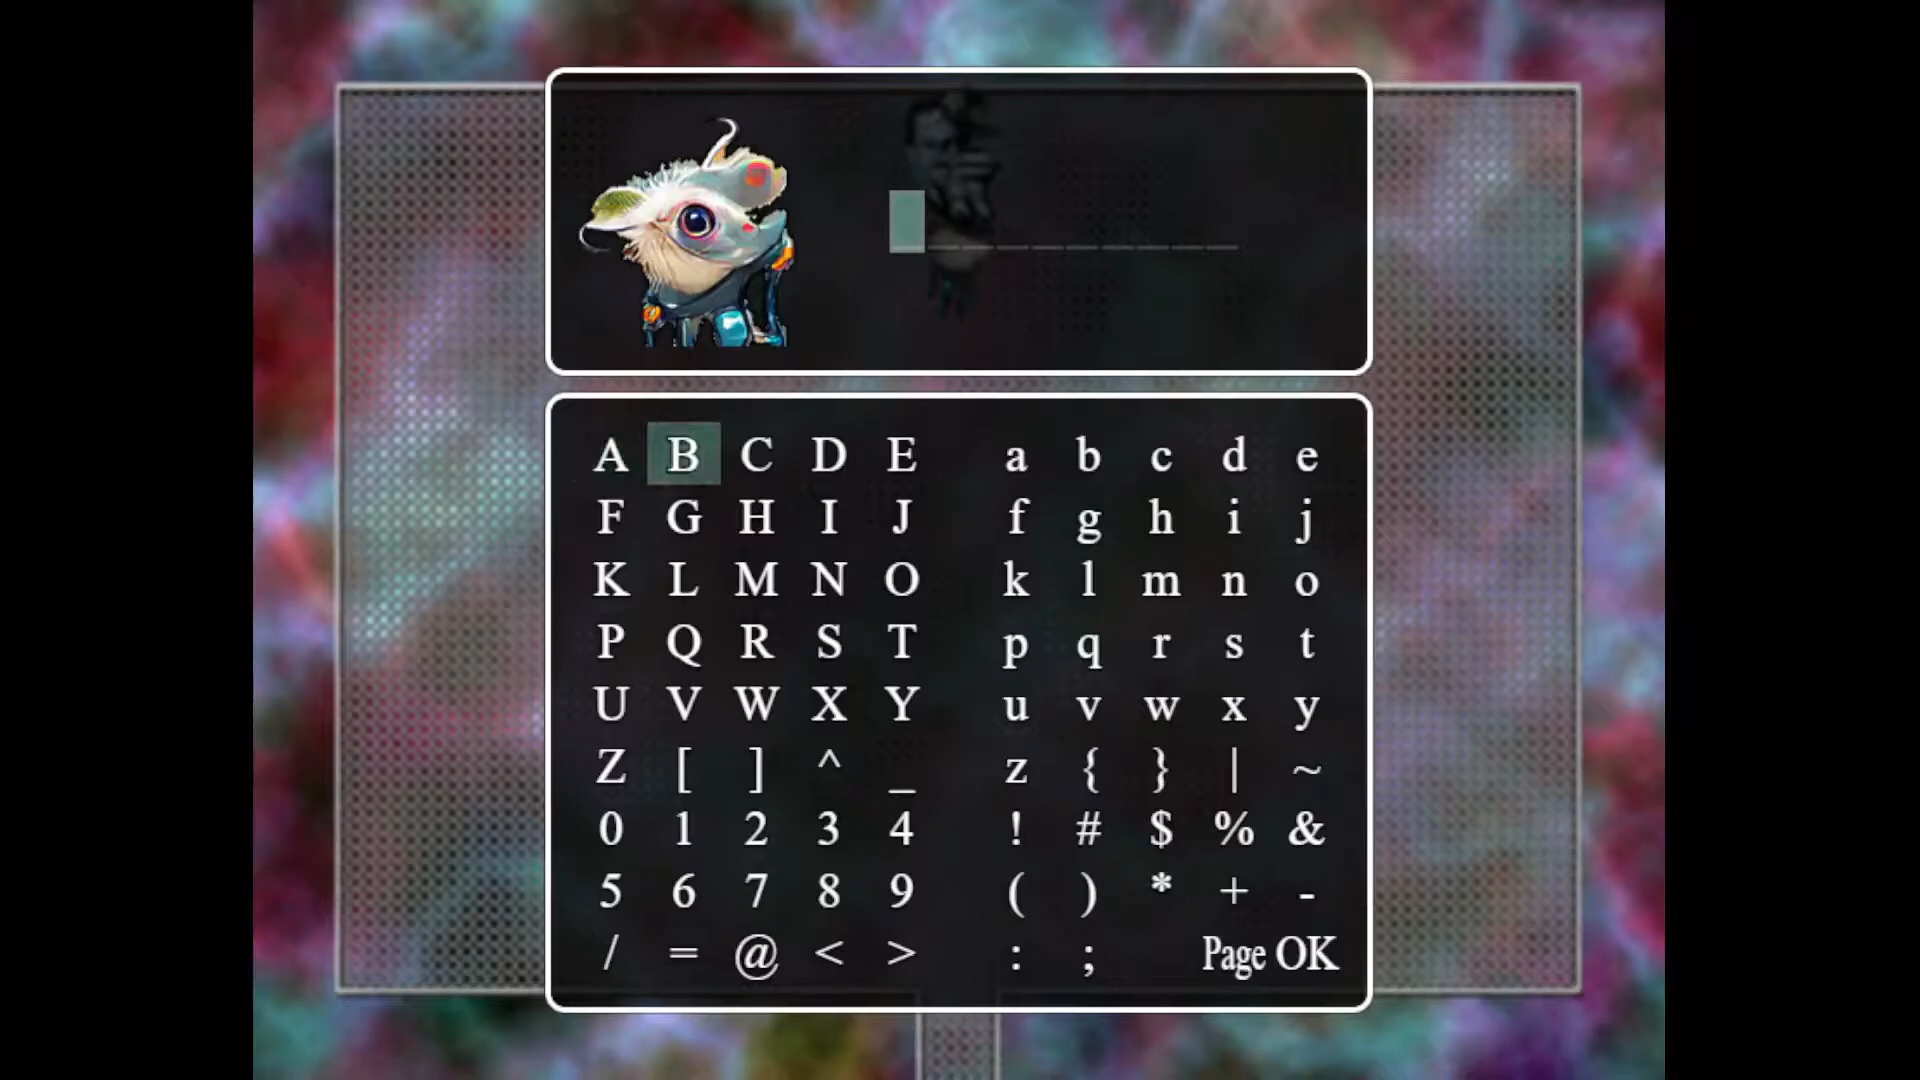 A B C D E a b c d e
F G H I J f g h i j
K L M N O k l m n o
P Q R S T p q r s t
U V W X Y u v w x y
Z [ ] ^ _ z { } | ~
0 1 2 3 4 ! # $ % &
5 6 7 8 9 ( ) * + -
/ = @ < > : ; Page OK